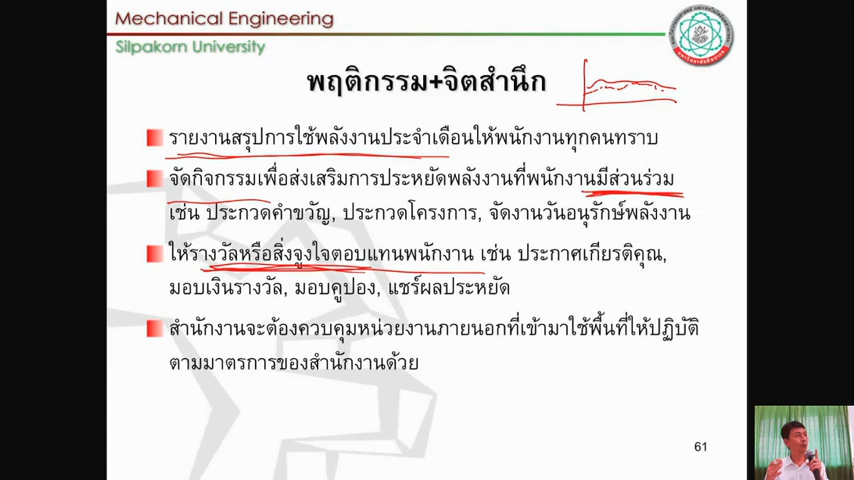 Mechanical Engineering
Silpakorn University
พฤติกรรม+จิตสำนึก
รายงานสรุปการใช้พลังงานประจำเดือนให้พนักงานทุกคนทราบ
จัดกิจกรรมเพื่อส่งเสริมการประหยัดพลังงานที่พนักงานมีส่วนร่วม
เช่น ประกวดคำขวัญ, ประกวดโครงการ, จัดงานวันอนุรักษ์พลังงาน
ให้รางวัลหรือสิ่งจูงใจตอบแทนพนักงาน เช่น ประกาศเกียรติคุณ,
มอบเงินรางวัล, มอบคูปอง, แชร์ผลประหยัด
สำนักงานจะต้องควบคุมหน่วยงานภายนอกที่เข้ามาใช้พื้นที่ให้ปฏิบัติ
ตามมาตรการของสำนักงานด้วย
61